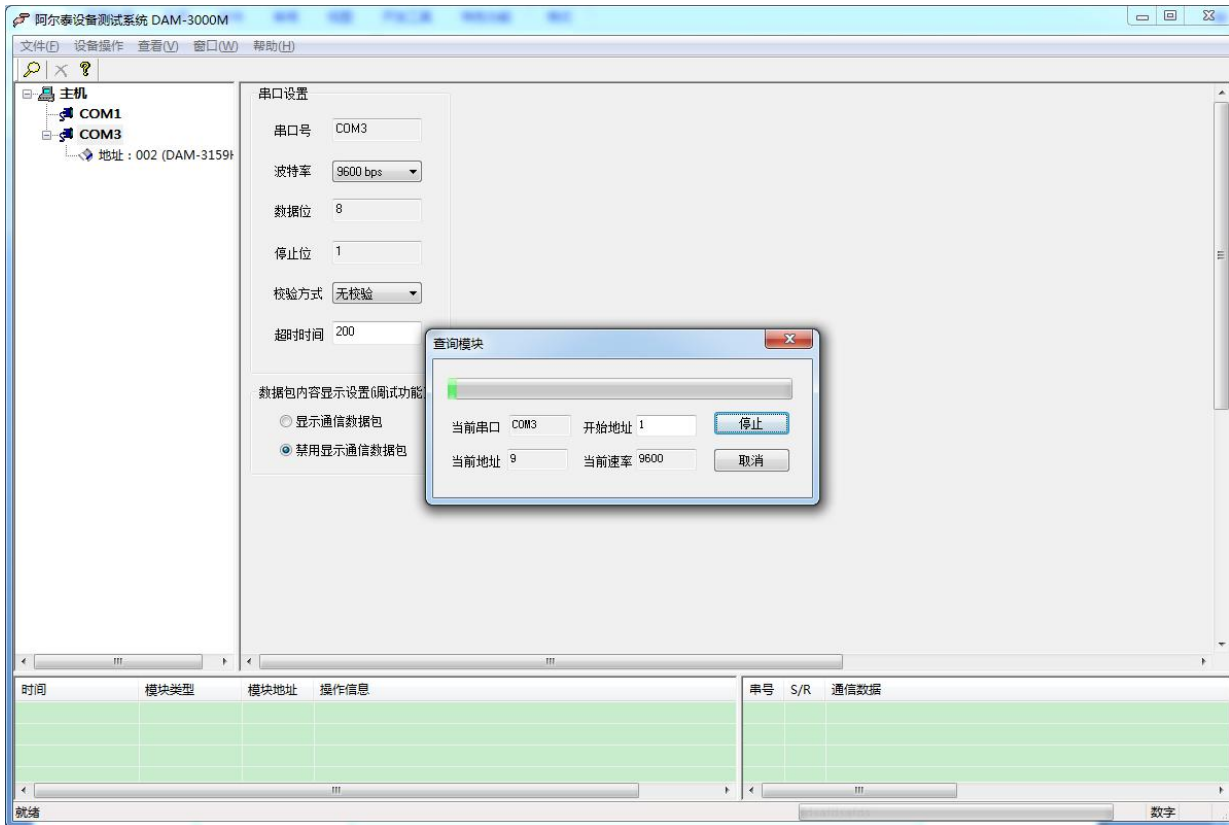 阿尔泰设备测试系统 DAM-3000M
文件(F) 设备操作 查看(V) 窗口(W) 帮助(H)
主机
COM1
COM3
地址：002 (DAM-3159H
串口设置
串口号 COM3
波特率 9600 bps
数据位 8
停止位 1
校验方式 无校验
超时时间 200
数据包内容显示设置(调试功能)
显示通信数据包
禁用显示通信数据包
查询模块
当前串口 COM3 开始地址 1 停止
当前地址 9 当前速率 9600 取消
时间 模块类型 模块地址 操作信息
串号 S/R 通信数据
就绪 数字